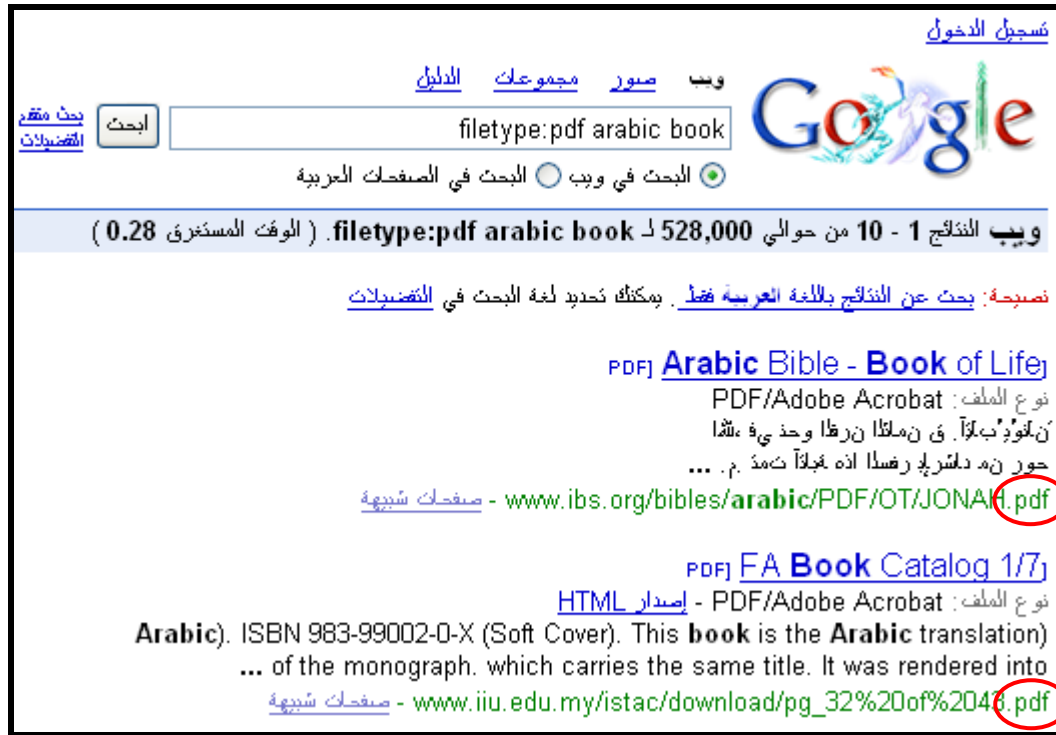 تسجيل الدخول
Google
ويب صور مجموعات الدليل
filetype:pdf arabic book
ابحث
بحث متقدم
التفضيلات
البحث في ويب البحث في الصفحات العربية
ويب النتائج 1 - 10 من حوالي 528,000 لـ filetype:pdf arabic book. ( الوقت المستغرق 0.28 )
نصيحة: بحث عن النتائج باللغة العربية فقط . يمكنك تحديد لغة البحث في التفضيلات
PDF] Arabic Bible - Book of Life]
نوع الملف: PDF/Adobe Acrobat
... .م
www.ibs.org/bibles/arabic/PDF/OT/JONAH.pdf - صفحات شبيهة
PDF] FA Book Catalog 1/7]
نوع الملف: PDF/Adobe Acrobat - إصدار HTML
Arabic). ISBN 983-99002-0-X (Soft Cover). This book is the Arabic translation)
... of the monograph. which carries the same title. It was rendered into
www.iiu.edu.my/istac/download/pg_32%20of%2043.pdf - صفحات شبيهة